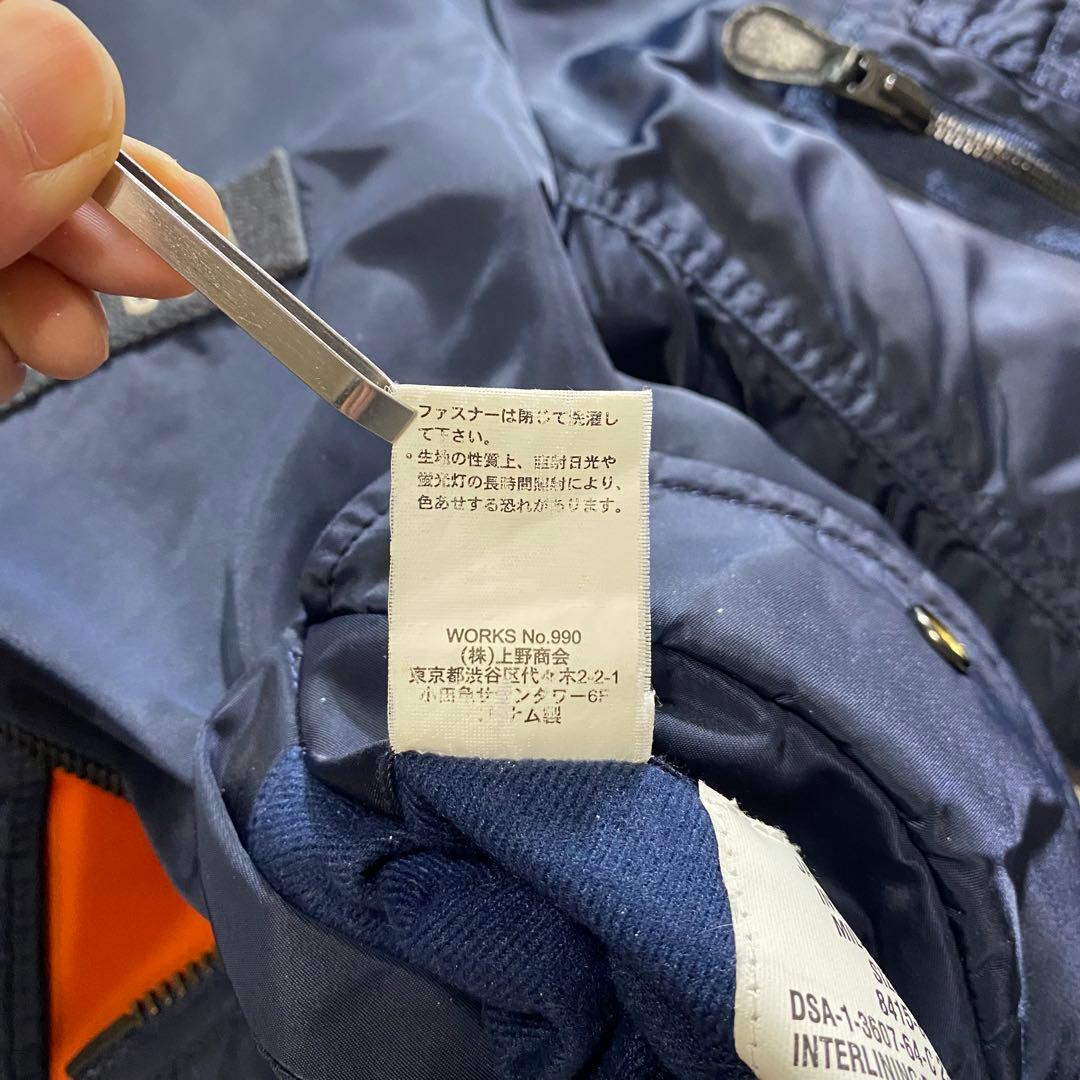 ファスナーは閉じて洗濯し
て下さい。
・生地の性質上、直射日光や
蛍光灯の長時間照射により、
色あせする恐れがあります。
WORKS No.990
(株)上野商会
東京都渋谷区代々木2-2-1
小田急サザンタワー6F
ベトナム製
8415-
DSA-1-3607-64-C
INTERLINING